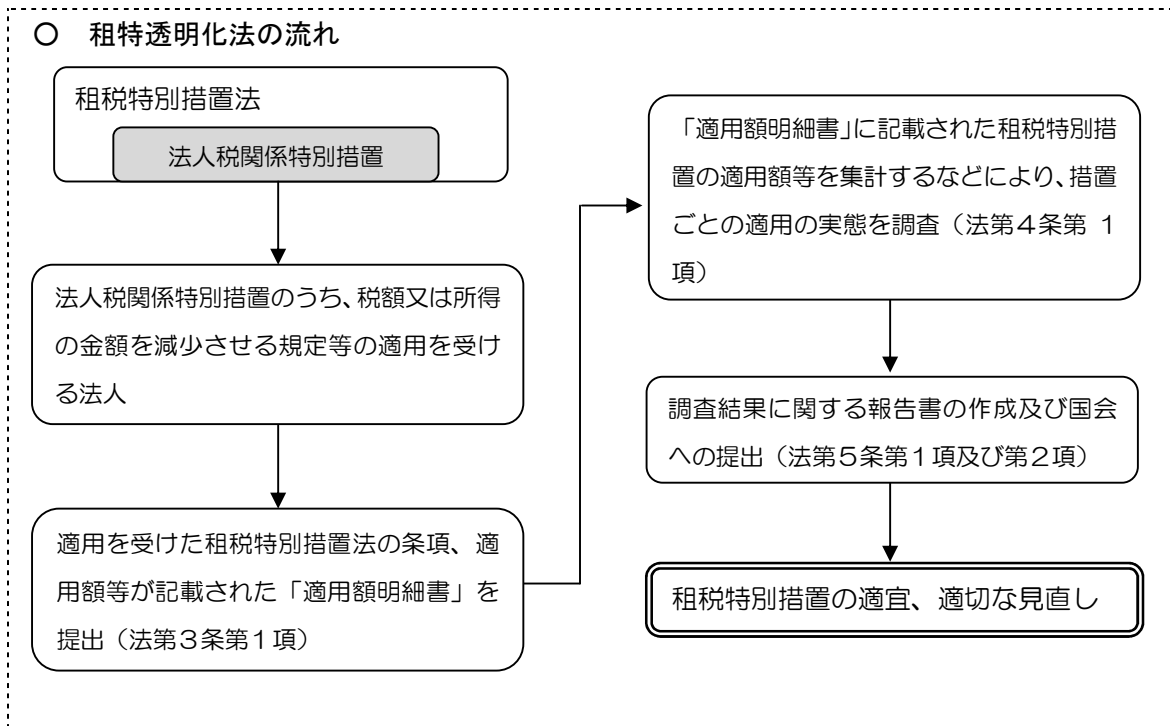 ○　租特透明化法の流れ
租税特別措置法
法人税関係特別措置
法人税関係特別措置のうち、税額又は所得
の金額を減少させる規定等の適用を受け
る法人
適用を受けた租税特別措置法の条項、適
用額等が記載された「適用額明細書」を
提出（法第３条第１項）
「適用額明細書」に記載された租税特別措
置の適用額等を集計するなどにより、措置
ごとの適用の実態を調査（法第４条第 １
項）
調査結果に関する報告書の作成及び国会
への提出（法第５条第１項及び第２項）
租税特別措置の適宜、適切な見直し